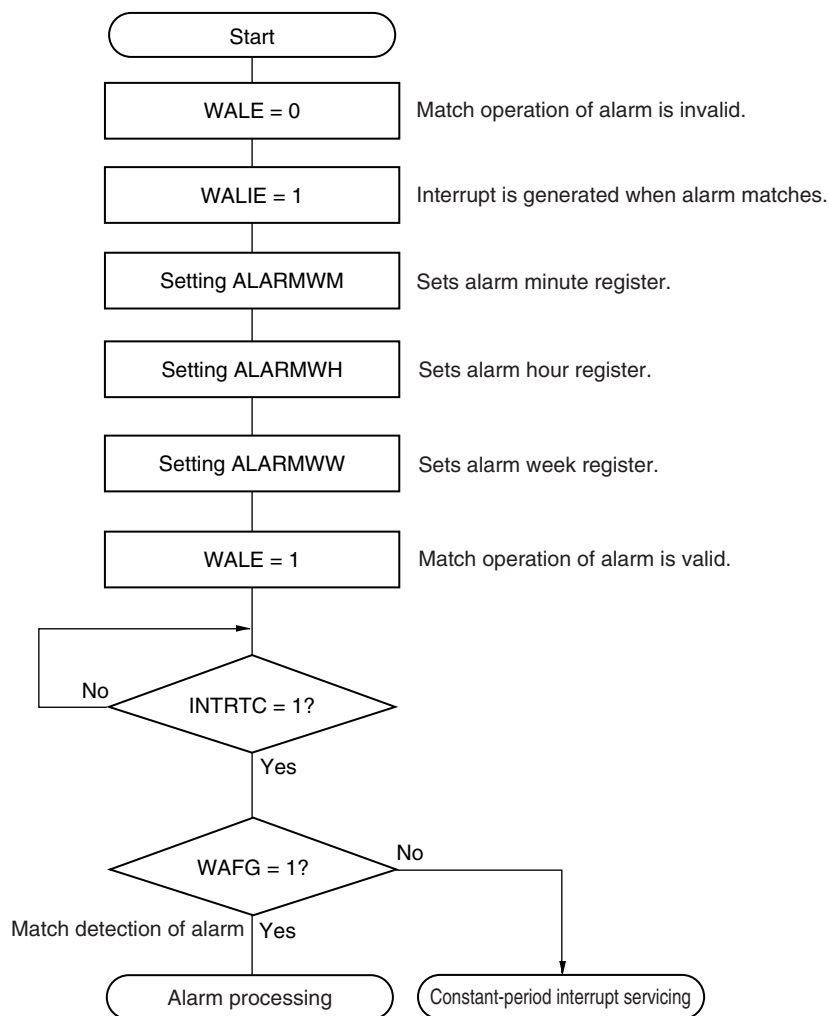 Start
WALE = 0
Match operation of alarm is invalid.
WALIE = 1
Interrupt is generated when alarm matches.
Setting ALARMWM
Sets alarm minute register.
Setting ALARMWH
Sets alarm hour register.
Setting ALARMWW
Sets alarm week register.
WALE = 1
Match operation of alarm is valid.
No
INTRTC = 1?
Yes
WAFG = 1?
No
Match detection of alarm
Yes
Alarm processing
Constant-period interrupt servicing